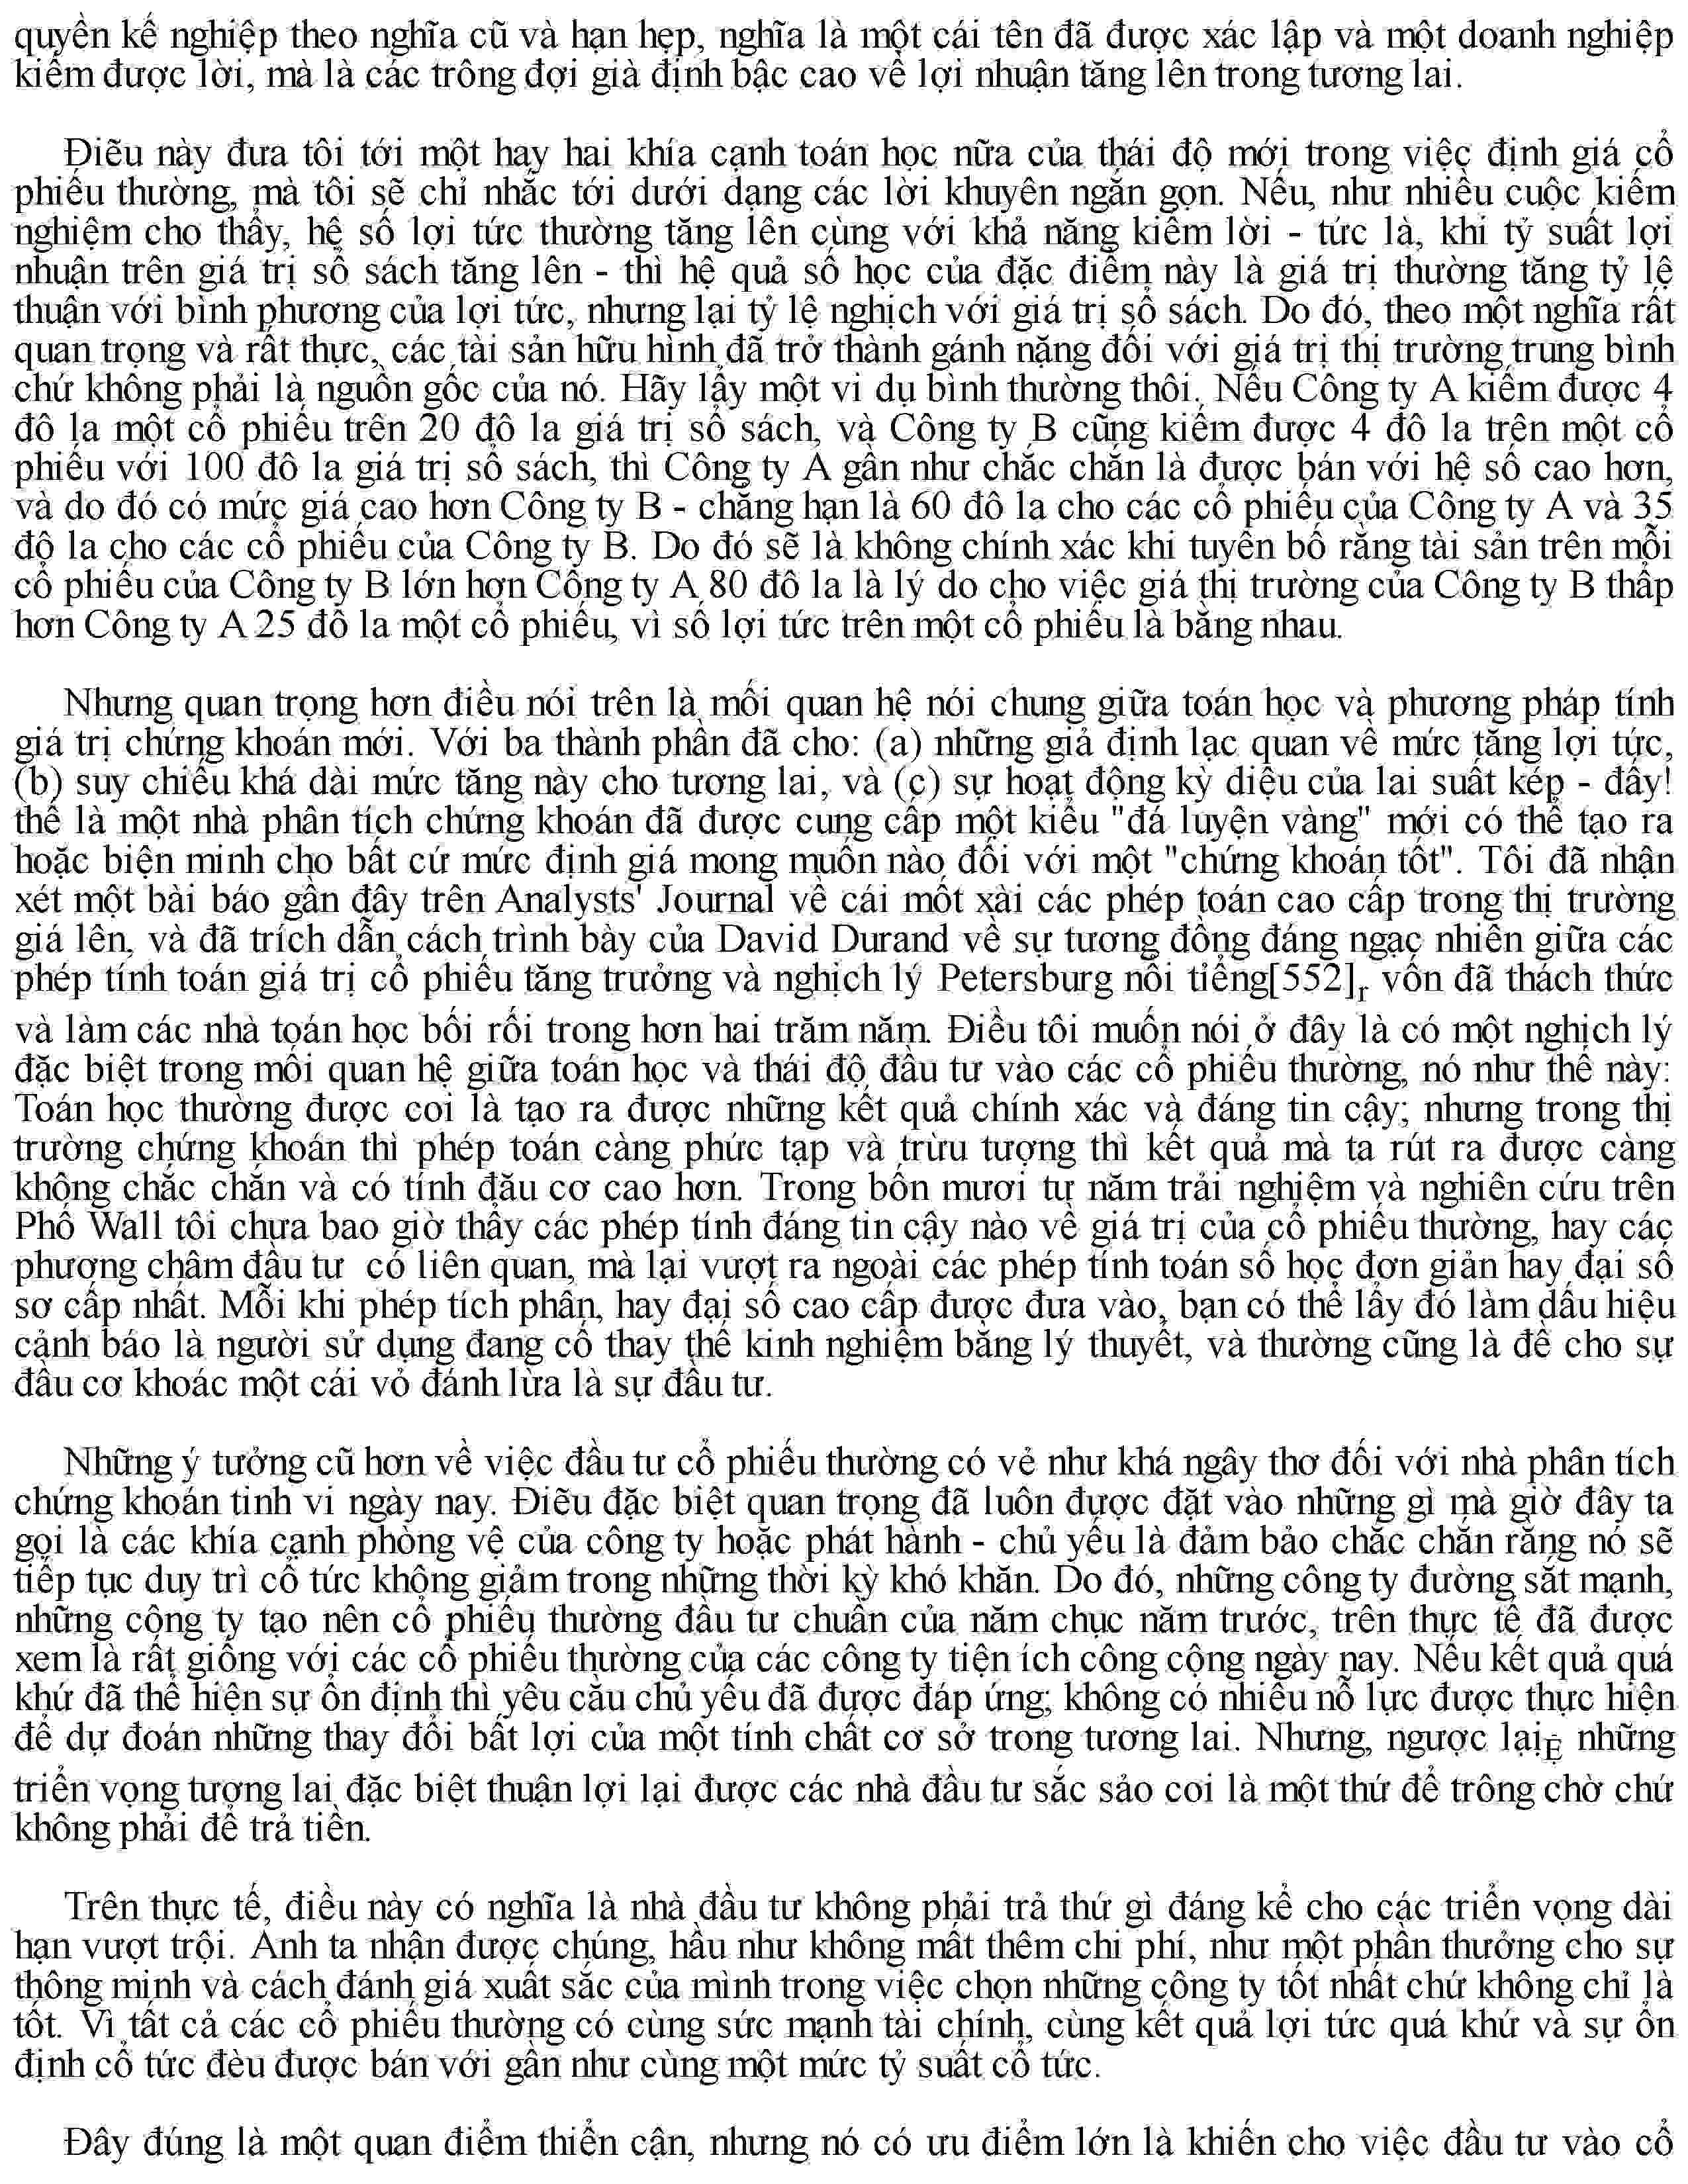 quyền kế nghiệp theo nghĩa cũ và hạn hẹp, nghĩa là một cái tên đã được xác lập và một doanh nghiệp
kiếm được lời, mà là các trông đợi già định bậc cao về lợi nhuận tăng lên trong tương lai.
Điẽu này đưa tôi tới một hay hai khía cạnh toán học nữa của thái độ mới trong việc định giá cổ
phiếu thường, mà tôi sẽ chỉ nhắc tới dưới dạng các lời khuyên ngắn gọn. Nếu, như nhiều cuộc kiếm
nghiệm cho thấy, hệ số lợi tức thường tăng lên cùng với khả năng kiếm lời - tức là, khi tỷ suất lợi
nhuận trên giá trị sổ sách tăng lên - thì hệ quả số học của đặc điểm này là giá trị thường tăng tỷ lệ
thuận với bình phương của lợi tức, nhưng lại tỷ lệ nghịch với giá trị sổ sách. Do đó, theo một nghĩa rất
quan trọng và rất thực, các tài sản hữu hình đã trở thành gánh nặng đối với giá trị thị trường trung bình
chứ không phải là nguồn gốc của nó. Hãy lấy một vi dụ bình thường thôi. Nếu Công ty A kiếm được 4
đô la một cổ phiếu trên 20 đô la giá trị sổ sách, và Công ty B cũng kiếm được 4 đô la trên một cổ
phiếu với 100 đô la giá trị sổ sách, thì Công ty A gần như chắc chắn là được bán với hệ số cao hơn,
và do đó có mức giá cao hơn Công ty B - chẳng hạn là 60 đô la cho các cổ phiếu của Công ty A và 35
đô la cho các cổ phiếu của Công ty B. Do đó sẽ là không chính xác khi tuyên bố rằng tài sản trên mỗi
cổ phiếu của Công ty B lớn hơn Công ty A 80 đô la là lý do cho việc giá thị trường của Công ty B thấp
hơn Công ty A 25 đô la một cổ phiếu, vì số lợi tức trên một cổ phiếu là bằng nhau.
Nhưng quan trọng hơn điều nói trên là mối quan hệ nói chung giữa toán học và phương pháp tính
giá trị chứng khoán mới. Với ba thành phần đã cho: (a) những giả định lạc quan về mức tăng lợi tức,
(b) suy chiếu khá dài mức tăng này cho tương lai, và (c) sự hoạt động kỳ diệu của lai suất kép - đấy!
thế là một nhà phân tích chứng khoán đã được cung cấp một kiểu "đá luyện vàng" mới có thể tạo ra
hoặc biện minh cho bất cứ mức định giá mong muốn nào đối với một "chứng khoán tốt". Tôi đã nhận
xét một bài báo gần đây trên Analysts' Journal về cái mốt xài các phép toán cao cấp trong thị trường
giá lên, và đã trích dẫn cách trình bày của David Durand về sự tương đồng đáng ngạc nhiên giữa các
phép tính toán giá trị cổ phiếu tăng trưởng và nghịch lý Petersburg nổi tiếng[552]r vốn đã thách thức
và làm các nhà toán học bối rối trong hơn hai trăm năm. Điều tôi muốn nói ở đây là có một nghịch lý
đặc biệt trong mối quan hệ giữa toán học và thái độ đầu tư vào các cổ phiếu thường, nó như thế này:
Toán học thường được coi là tạo ra được những kết quả chính xác và đáng tin cậy; nhưng trong thị
trường chứng khoán thì phép toán càng phức tạp và trừu tượng thì kết quả mà ta rút ra được càng
không chắc chắn và có tính đầu cơ cao hơn. Trong bốn mươi tư năm trải nghiệm và nghiên cứu trên
Phố Wall tôi chưa bao giờ thấy các phép tính đáng tin cậy nào về giá trị của cổ phiếu thường, hay các
phương châm đầu tư có liên quan, mà lại vượt ra ngoài các phép tính toán số học đơn giản hay đại số
sơ cấp nhất. Mỗi khi phép tích phân, hay đại số cao cấp được đưa vào, bạn có thể lấy đó làm dấu hiệu
cảnh báo là người sử dụng đang cố thay thế kinh nghiệm bằng lý thuyết, và thường cũng là để cho sự
đầu cơ khoác một cái vỏ đánh lừa là sự đầu tư.
Những ý tưởng cũ hơn về việc đầu tư cổ phiếu thường có vẻ như khá ngây thơ đối với nhà phân tích
chứng khoán tinh vi ngày nay. Điẽu đặc biệt quan trọng đã luôn được đặt vào những gì mà giờ đây ta
gọi là các khía cạnh phòng vệ của công ty hoặc phát hành - chủ yếu là đảm bảo chắc chắn rằng nó sẽ
tiếp tục duy trì cổ tức không giảm trong những thời kỳ khó khăn. Do đó, những công ty đường sắt mạnh,
những công ty tạo nên cổ phiếu thường đầu tư chuẩn của năm chục năm trước, trên thực tế đã được
xem là rất giống với các cổ phiếu thường của các công ty tiện ích công cộng ngày nay. Nếu kết quả quá
khứ đã thể hiện sự ổn định thì yêu cầu chủ yếu đã được đáp ứng; không có nhiều nỗ lực được thực hiện
để dự đoán những thay đổi bất lợi của một tính chất cơ sở trong tương lai. Nhưng, ngược lạiẸ những
triển vọng tương lai đặc biệt thuận lợi lại được các nhà đầu tư sắc sảo coi là một thứ để trông chờ chứ
không phải để trả tiền.
Trên thực tế, điều này có nghĩa là nhà đầu tư không phải trả thứ gì đáng kể cho các triển vọng dài
hạn vượt trội. Anh ta nhận được chúng, hầu như không mất thêm chi phí, như một phần thưởng cho sự
thông minh và cách đánh giá xuất sắc của mình trong việc chọn những công ty tốt nhất chứ không chỉ là
tốt. Vì tất cả các cổ phiếu thường có cùng sức mạnh tài chính, cùng kết quả lợi tức quá khứ và sự ổn
định cổ tức đèu được bán với gần như cùng một mức tỷ suất cổ tức.
Đây đúng là một quan điểm thiển cận, nhưng nó có ưu điểm lớn là khiến cho việc đầu tư vào cổ